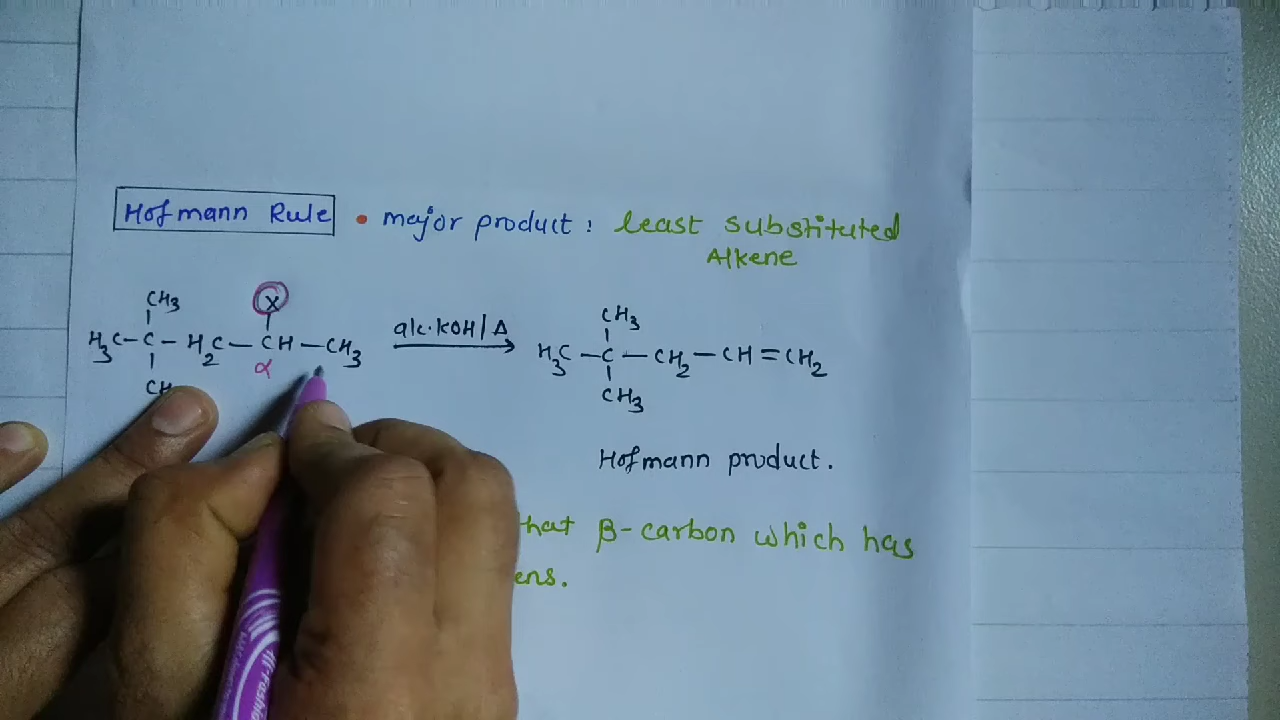 Hofmann Rule • major product : least substituted
Alkene
CH3 X
H3C-C-H2C-CH-CH3 alc.KOH/Δ
α
CH3
H3C-C-CH2-CH=CH2
CH3
Hofmann product.
that β-carbon which has